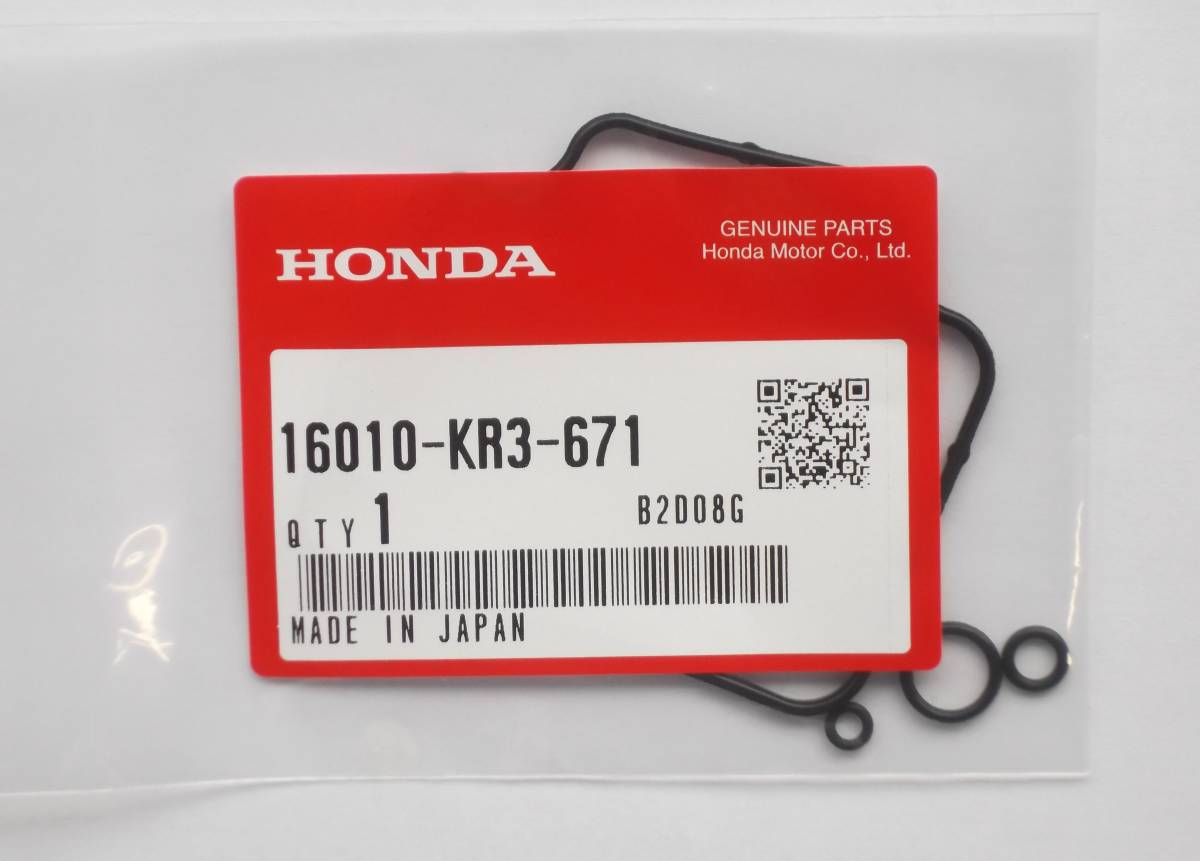 HONDA
GENUINE PARTS
Honda Motor Co., Ltd.
16010-KR3-671
QTY 1
B2D08G
MADE IN JAPAN